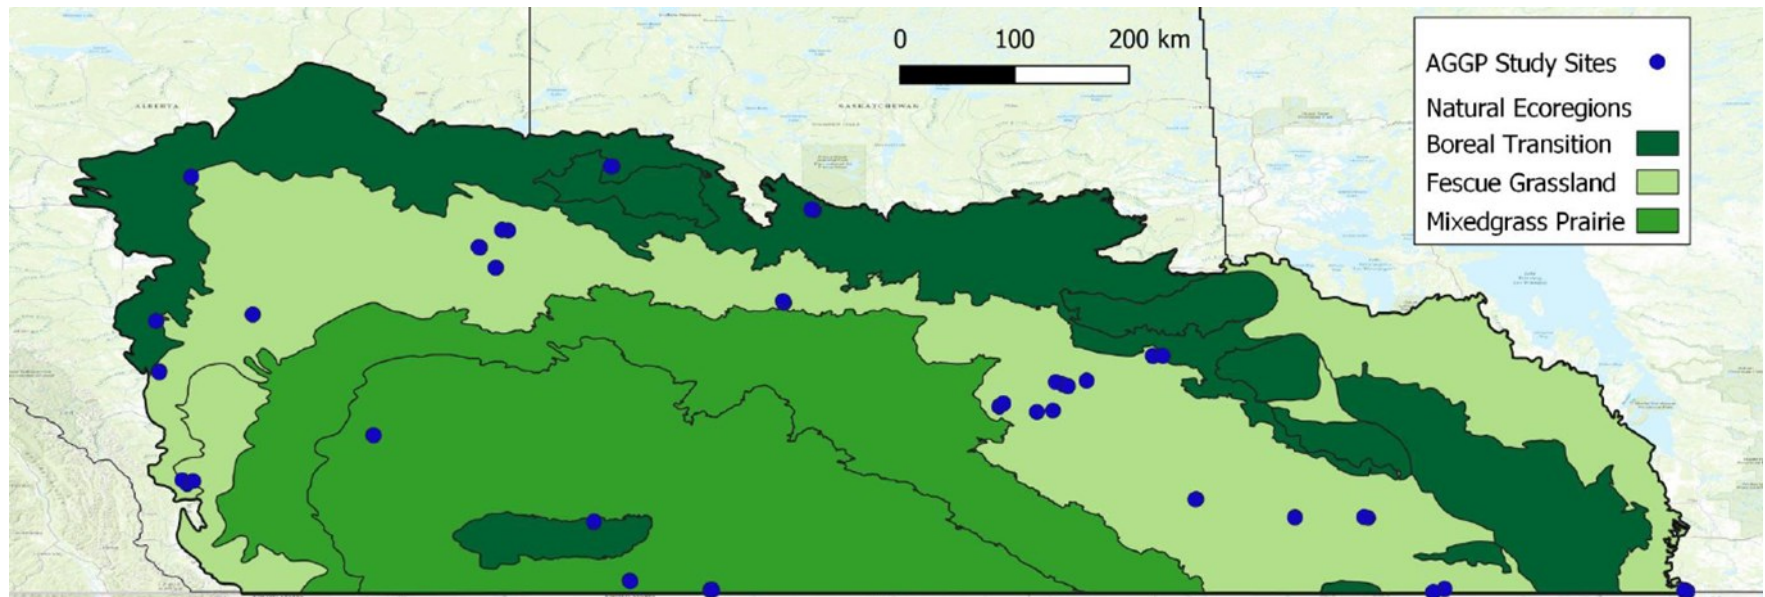 0 100 200 km
AGGP Study Sites
Natural Ecoregions
Boreal Transition
Fescue Grassland
Mixedgrass Prairie
ALBERTA
SASKATCHEWAN